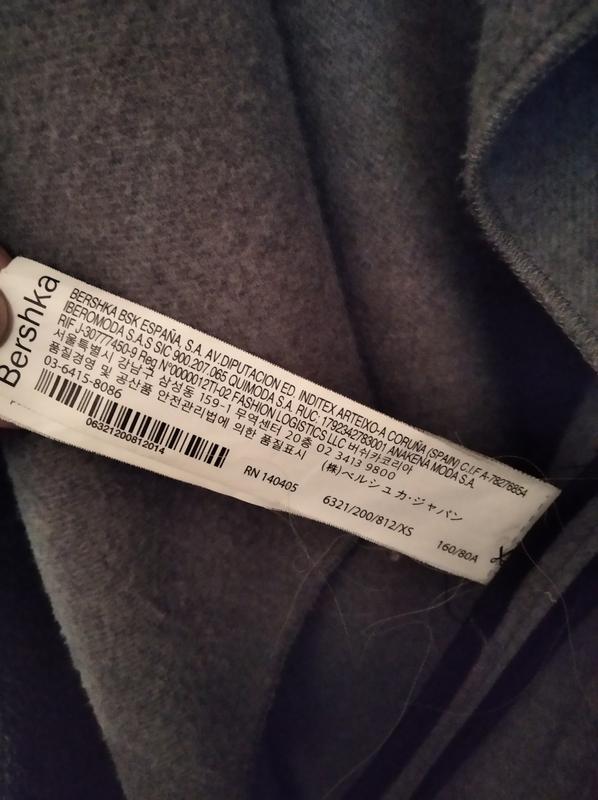 Bershka
BERSHKA BSK ESPAÑA, S.A. AV.DIPUTACION ED. INDITEX ARTEIXO-A CORUÑA (SPAIN) C.I.F A-78276854
IBEROMODA S.A.S SIC 900.207.065 QUIMODA S.A. RUC: 1792342783001 ANAKENA MODA S.A.
RIF J-30777450-9 Reg Nº0000012TI-02 FASHION LOGISTICS LLC 버쉬카코리아
서울특별시 강남구 삼성동 159-1 무역센터 20층 02 3413 9800
품질경영 및 공산품 안전관리법에 의한 품질표시 (株)ベルシュカ・ジャパン
03-6415-8086
06321200812014
RN 140405
6321/200/812/XS
160/80A